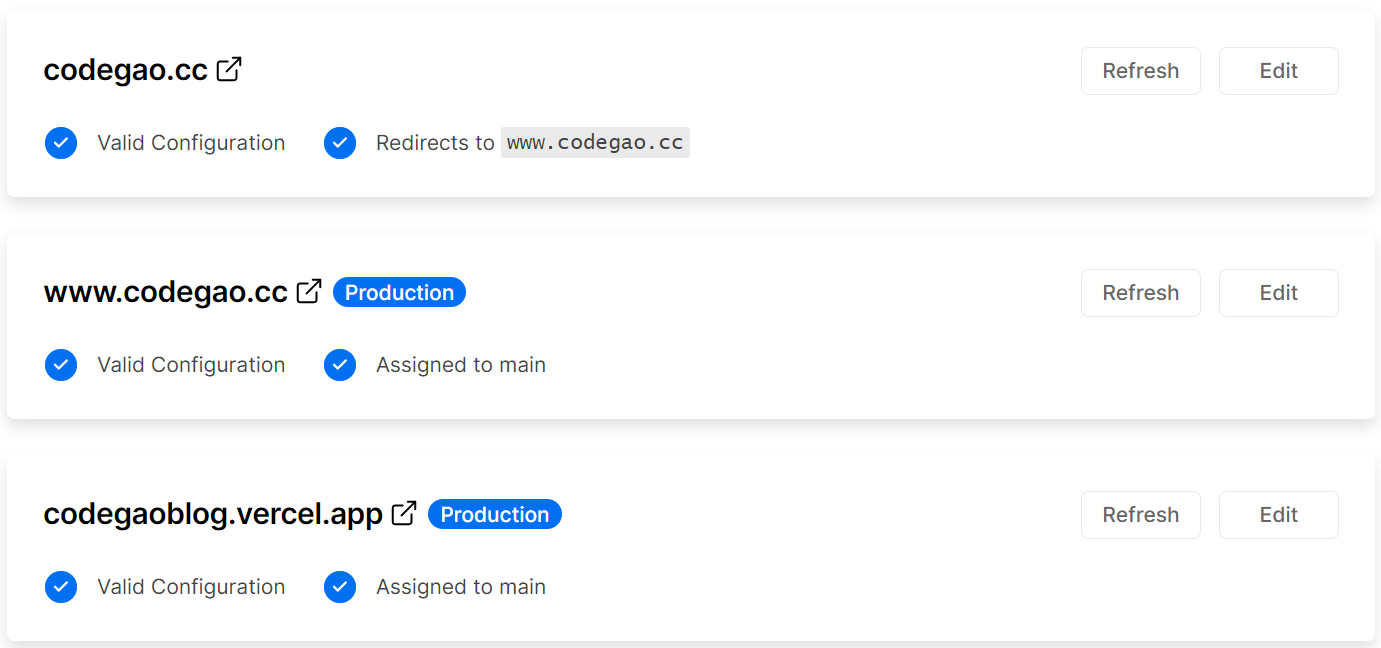 codegao.cc Refresh Edit
Valid Configuration Redirects to www.codegao.cc
www.codegao.cc Production Refresh Edit
Valid Configuration Assigned to main
codegaoblog.vercel.app Production Refresh Edit
Valid Configuration Assigned to main